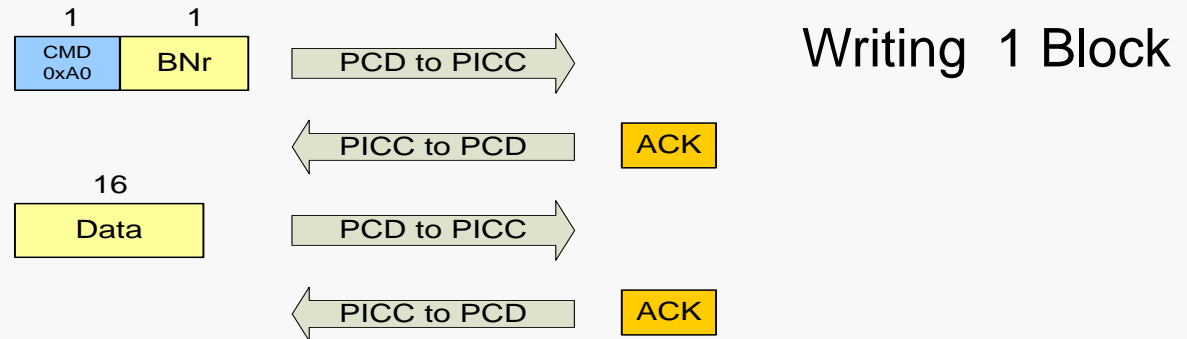 Writing 1 Block
1 1
CMD
0xA0
BNr
PCD to PICC
PICC to PCD
ACK
16
Data
PCD to PICC
PICC to PCD
ACK